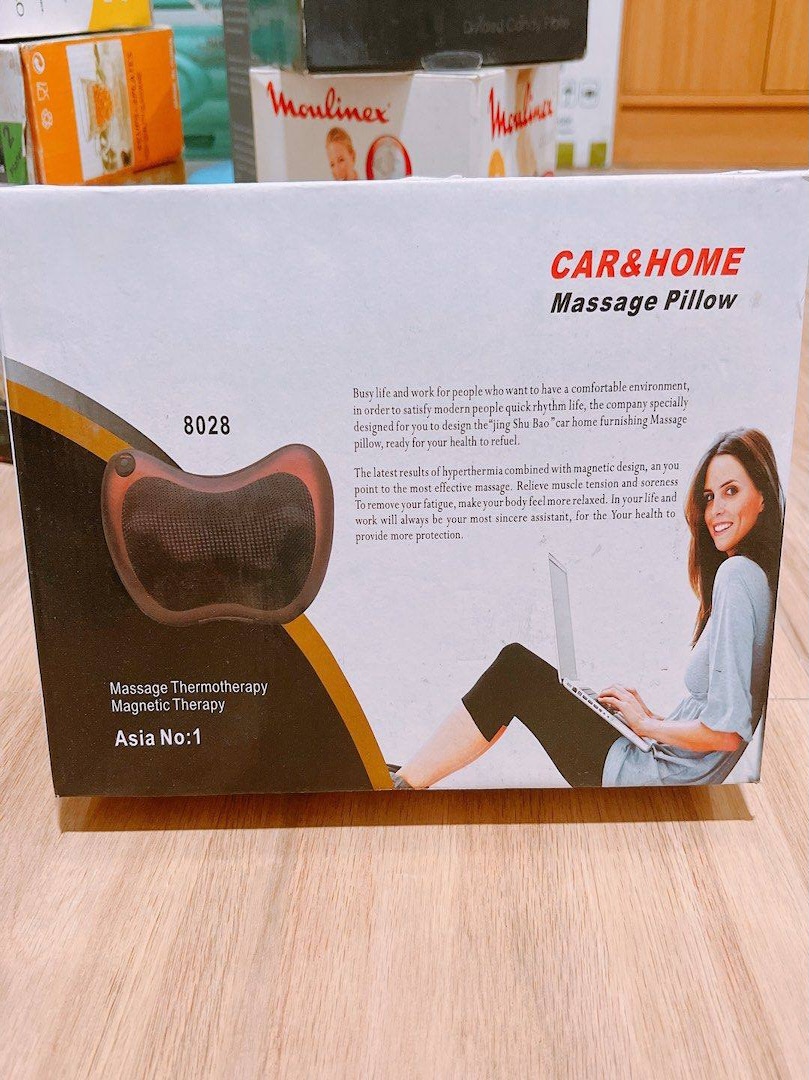 Moulinex
Moulinex
CAR&HOME
Massage Pillow
Busy life and work for people who want to have a comfortable environment,
in order to satisfy modern people quick rhythm life, the company specially
designed for you to design the "jing Shu Bao" car home furnishing Massage
pillow, ready for your health to refuel.
8028
The latest results of hyperthermia combined with magnetic design, an you
point to the most effective massage. Relieve muscle tension and soreness
To remove your fatigue, make your body feel more relaxed. In your life and
work will always be your most sincere assistant, for the Your health to
provide more protection.
Massage Thermotherapy
Magnetic Therapy
Asia No:1